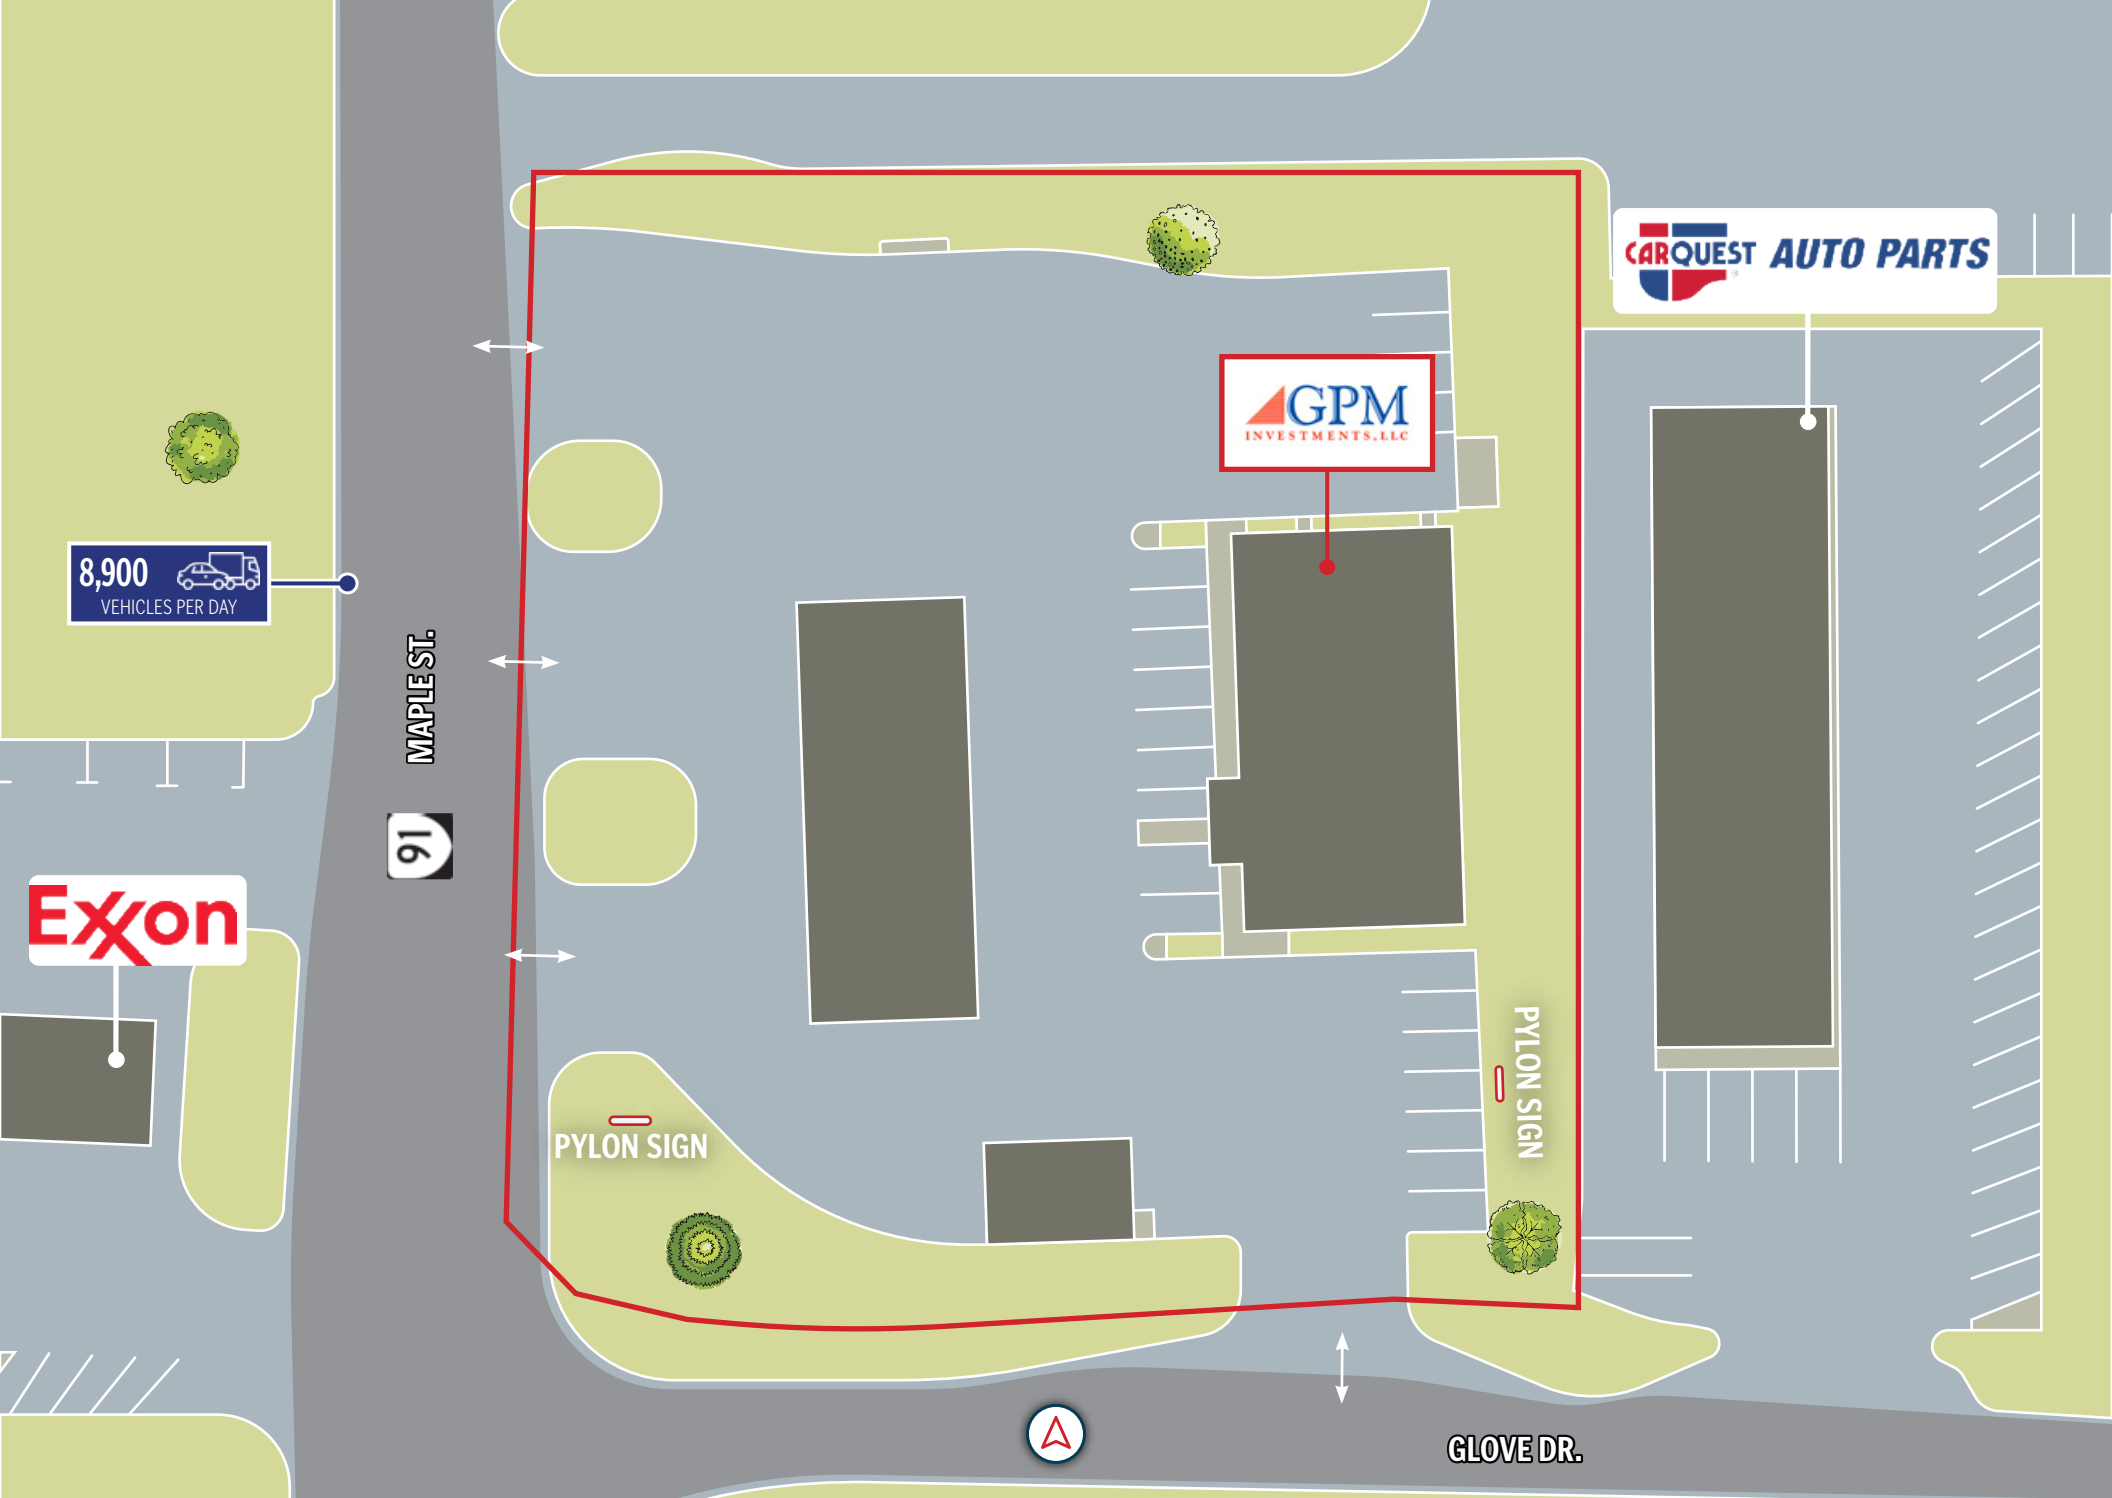 CARQUEST AUTO PARTS
GPM
INVESTMENTS,LLC
8,900
VEHICLES PER DAY
MAPLE ST.
91
Exxon
PYLON SIGN
PYLON SIGN
GLOVE DR.